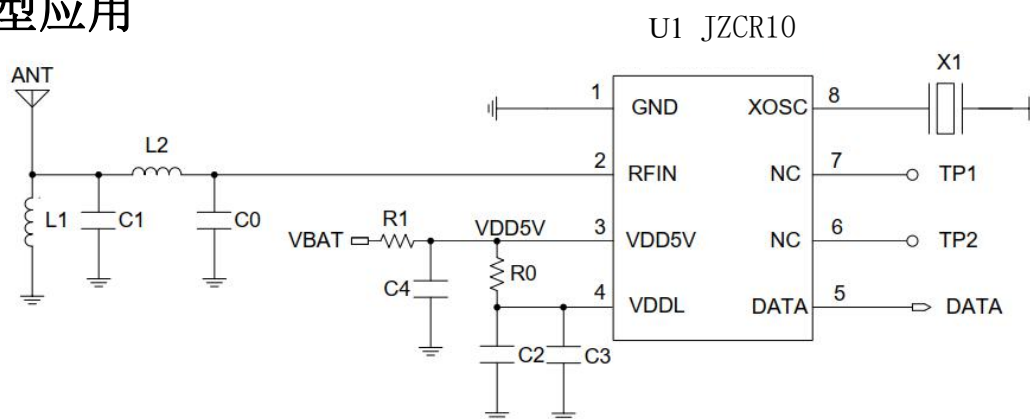 型应用
U1 JZCR10
ANT
X1
1 GND XOSC 8
L2
2 RFIN NC 7 TP1
L1 C1 C0
R1 VDD5V
VBAT 3 VDD5V NC 6 TP2
R0
C4
4 VDDL DATA 5 DATA
C2 C3